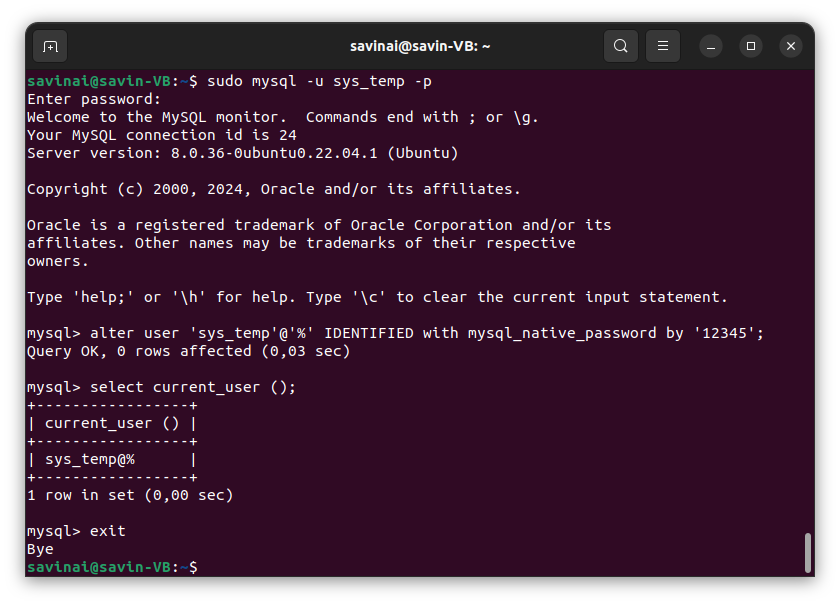 savinai@savin-VB: ~
savinai@savin-VB:~$ sudo mysql -u sys_temp -p
Enter password:
Welcome to the MySQL monitor.  Commands end with ; or \g.
Your MySQL connection id is 24
Server version: 8.0.36-0ubuntu0.22.04.1 (Ubuntu)
Copyright (c) 2000, 2024, Oracle and/or its affiliates.
Oracle is a registered trademark of Oracle Corporation and/or its
affiliates. Other names may be trademarks of their respective
owners.
Type 'help;' or '\h' for help. Type '\c' to clear the current input statement.
mysql> alter user 'sys_temp'@'%' IDENTIFIED with mysql_native_password by '12345';
Query OK, 0 rows affected (0,03 sec)
mysql> select current_user ();
+-----------------+
| current_user () |
+-----------------+
| sys_temp@%      |
+-----------------+
1 row in set (0,00 sec)
mysql> exit
Bye
savinai@savin-VB:~$